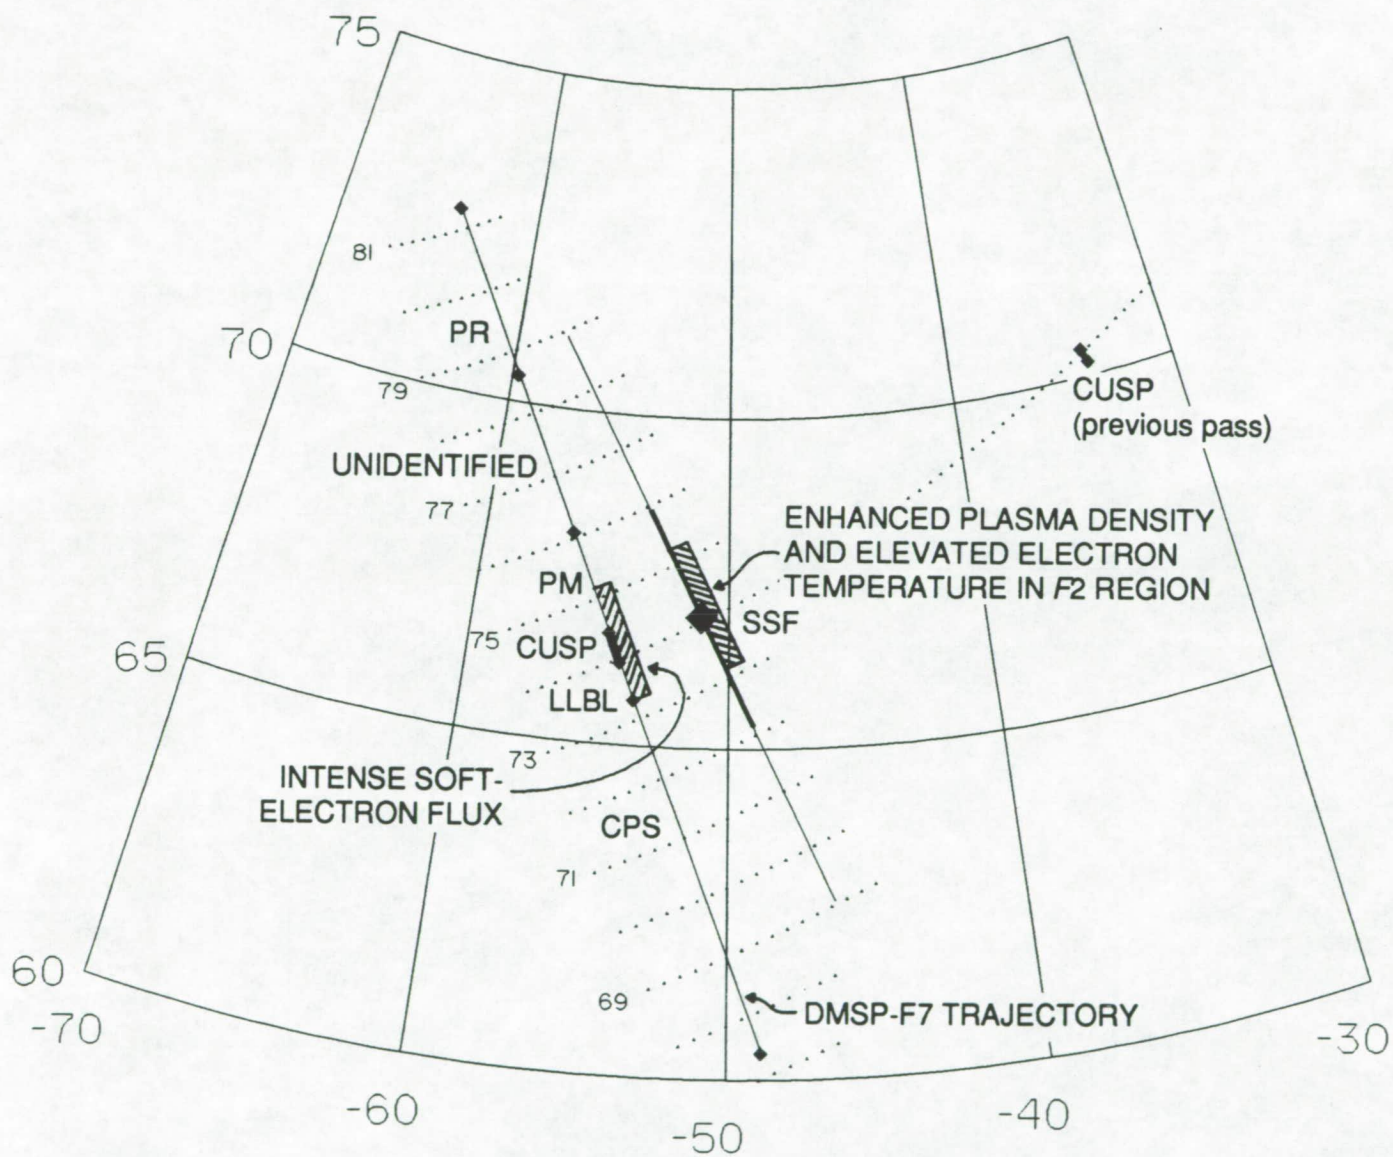 75
81
PR
70
79
CUSP
(previous pass)
UNIDENTIFIED
77
ENHANCED PLASMA DENSITY
AND ELEVATED ELECTRON
TEMPERATURE IN F2 REGION
PM
75
SSF
CUSP
65
LLBL
73
INTENSE SOFT-
ELECTRON FLUX
CPS
71
60
69
DMSP-F7 TRAJECTORY
-70
-30
-60
-40
-50